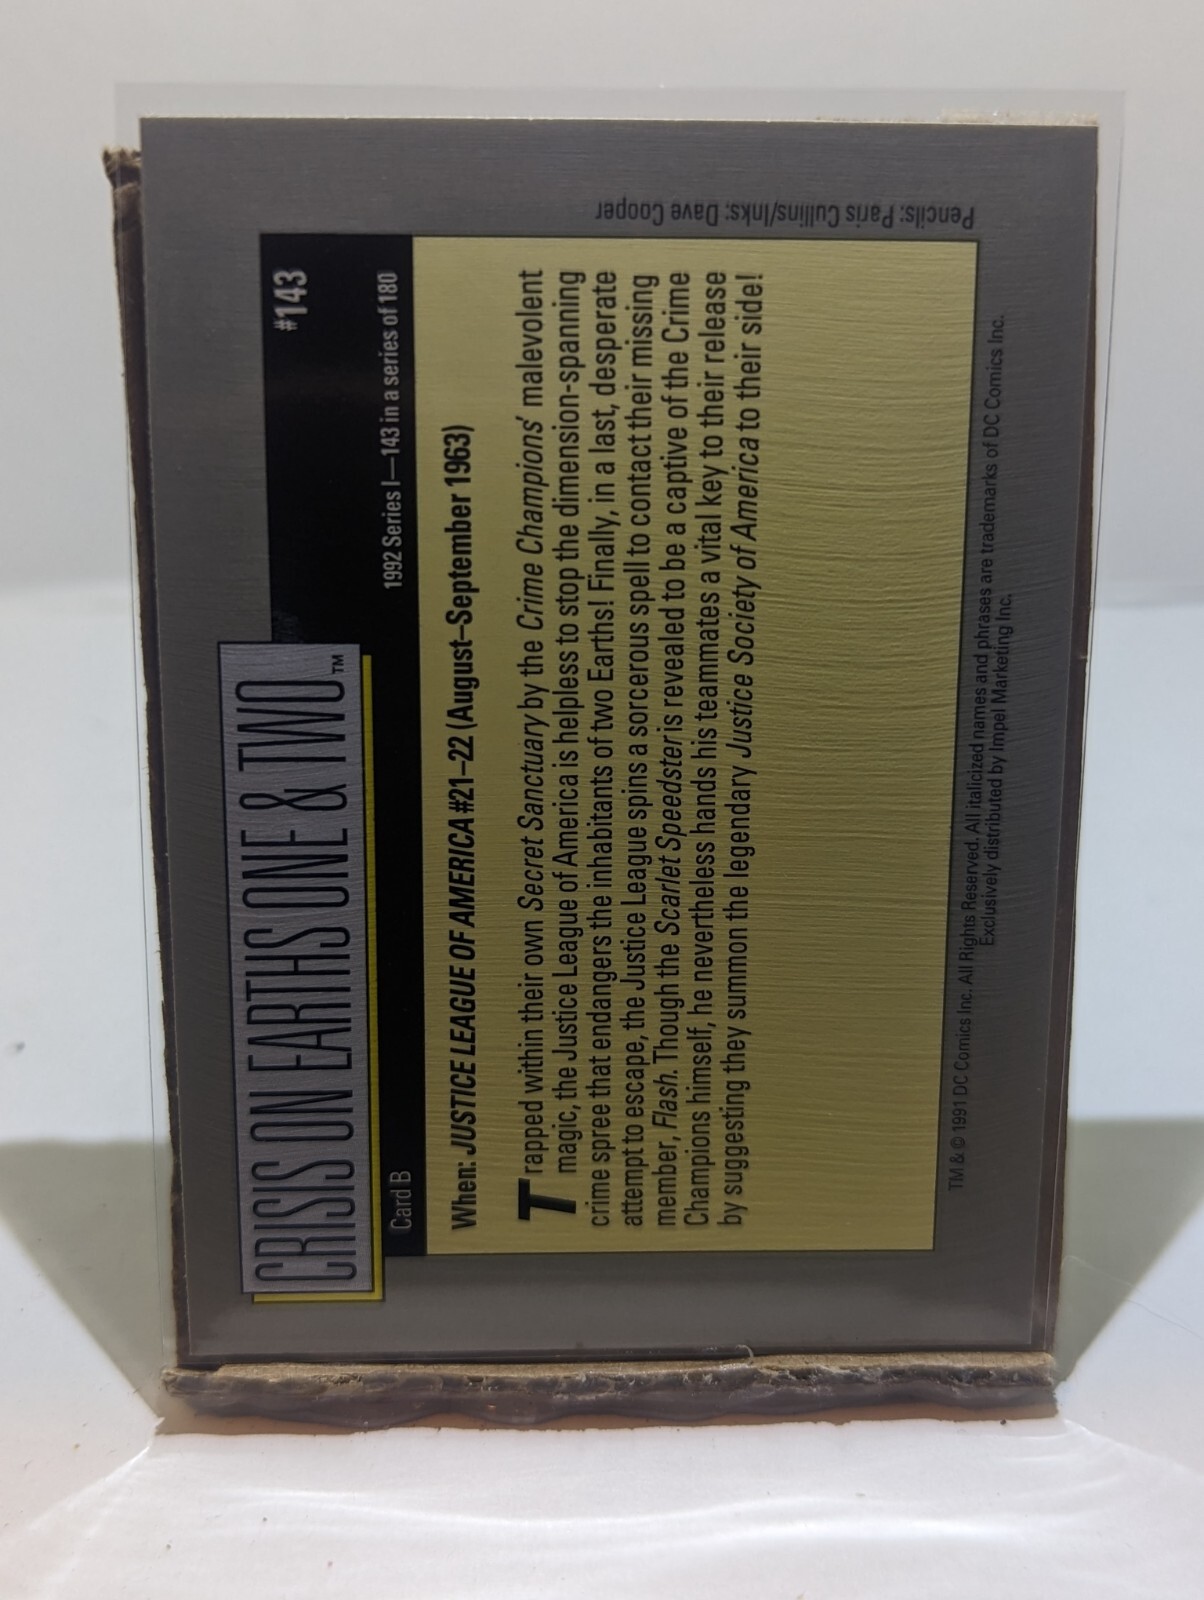 CRISIS ON EARTHS ONE & TWO™
#143
Card B
1992 Series I—143 in a series of 180
When: JUSTICE LEAGUE OF AMERICA #21–22 (August–September 1963)
Trapped within their own Secret Sanctuary by the Crime Champions' malevolent
magic, the Justice League of America is helpless to stop the dimension-spanning
crime spree that endangers the inhabitants of two Earths! Finally, in a last, desperate
attempt to escape, the Justice League spins a sorcerous spell to contact their missing
member, Flash. Though the Scarlet Speedster is revealed to be a captive of the Crime
Champions himself, he nevertheless hands his teammates a vital key to their release
by suggesting they summon the legendary Justice Society of America to their side!
Pencils: Paris Cullins/Inks: Dave Cooper
TM & © 1991 DC Comics Inc. All Rights Reserved. All italicized names and phrases are trademarks of DC Comics Inc.
Exclusively distributed by Impel Marketing Inc.